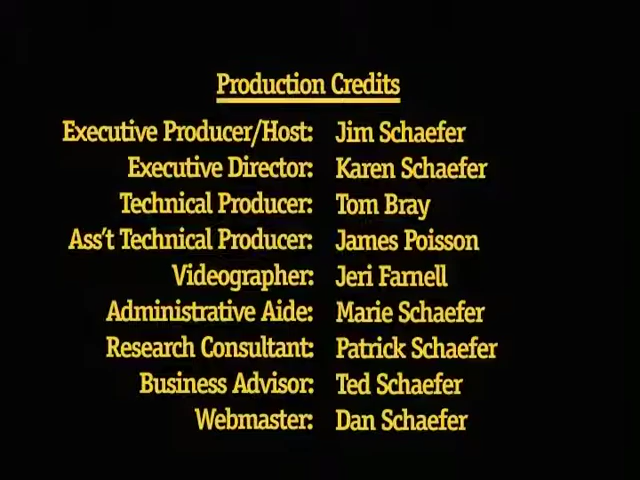 Production Credits
Executive Producer/Host: Jim Schaefer
Executive Director: Karen Schaefer
Technical Producer: Tom Bray
Ass't Technical Producer: James Poisson
Videographer: Jeri Farnell
Administrative Aide: Marie Schaefer
Research Consultant: Patrick Schaefer
Business Advisor: Ted Schaefer
Webmaster: Dan Schaefer